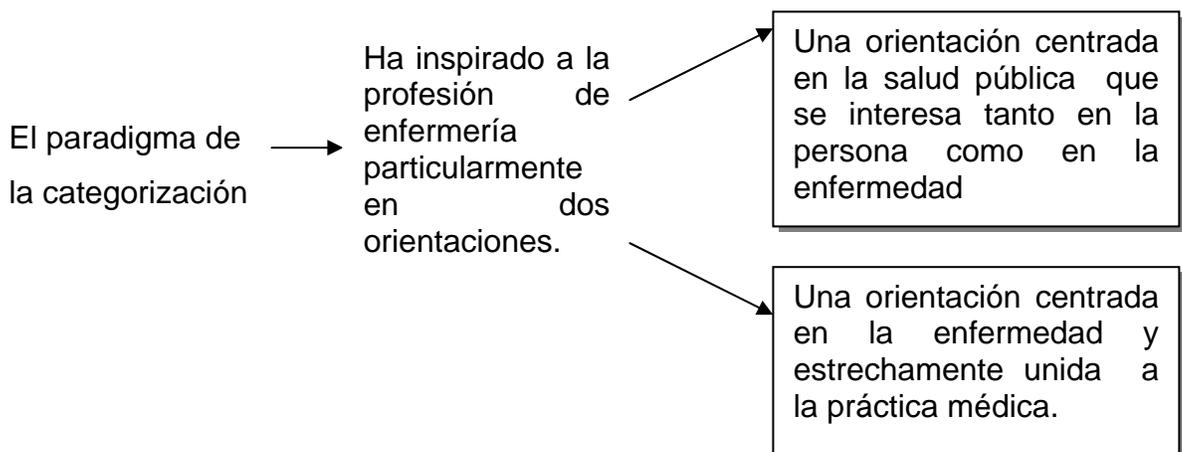 El paradigma de
la categorización
Ha inspirado a la
profesión de
enfermería
particularmente
en dos
orientaciones.
Una orientación centrada
en la salud pública que
se interesa tanto en la
persona como en la
enfermedad
Una orientación centrada
en la enfermedad y
estrechamente unida a
la práctica médica.